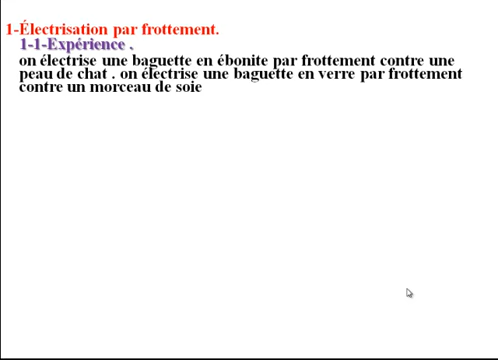 1-Électrisation par frottement.
1-1-Expérience .
on électrise une baguette en ébonite par frottement contre une
peau de chat . on électrise une baguette en verre par frottement
contre un morceau de soie